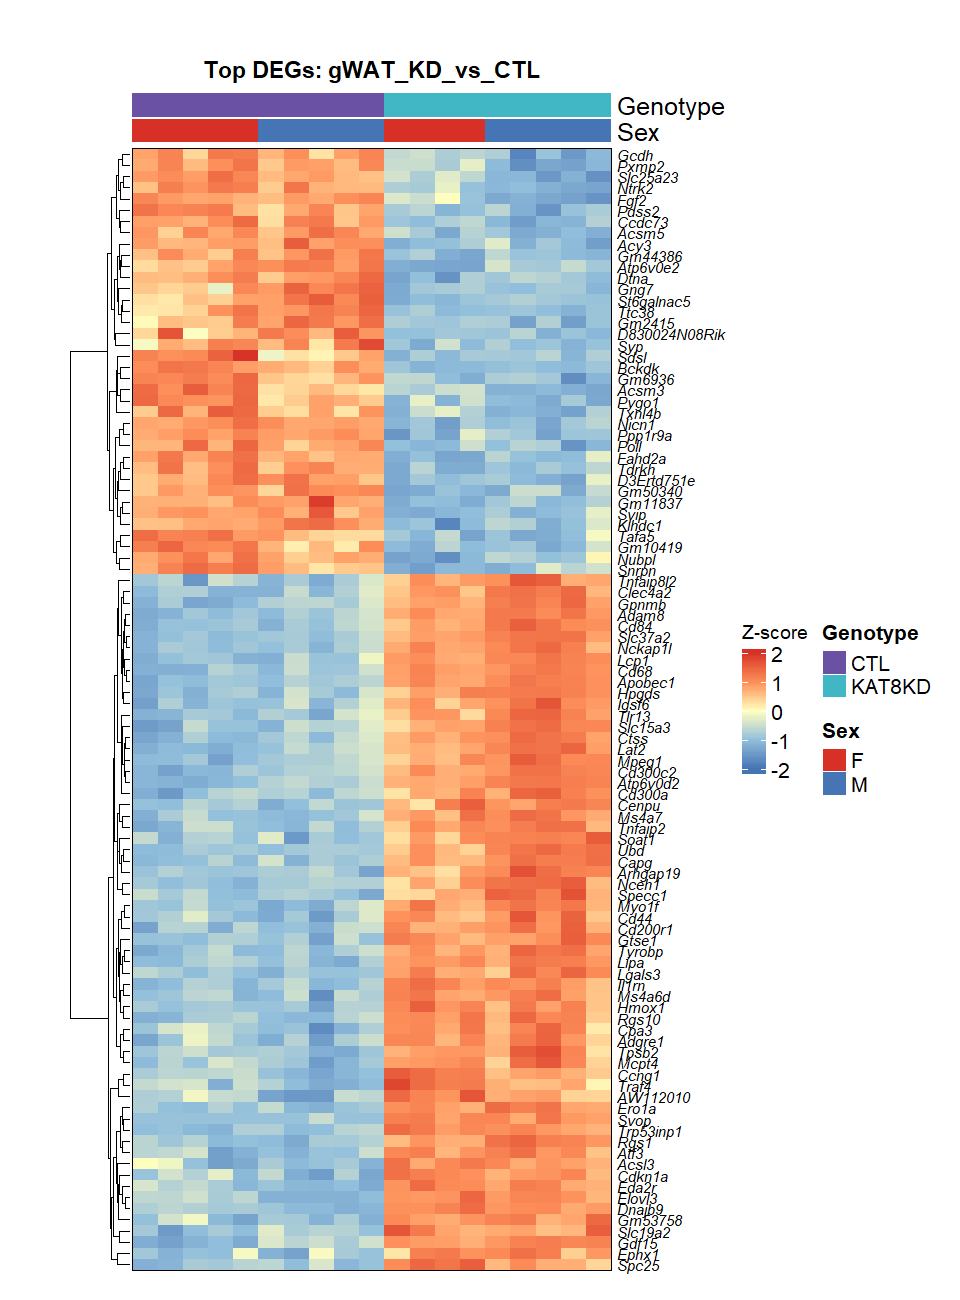 Top DEGs: gWAT_KD_vs_CTL
Genotype
Sex
Gcdh
Pxmp2
Slc25a23
Ntrk2
Fgf2
Pdss2
Ccdc73
Acsm5
Acy3
Gm44386
Atp6v0e2
Dtna
Gng7
St6galnac5
Ttc38
Gm2415
D830024N08Rik
Syp
Sdsl
Bckdk
Gm6936
Acsm3
Pygo1
Txnl4b
Nicn1
Ppp1r9a
Poli
Fahd2a
Tdrkh
D3Ertd751e
Gm50340
Gm11837
Svip
Klhdc1
Tafa5
Gm10419
Nubpl
Snrpn
Tnfaip8l2
Clec4a2
Gpnmb
Adam8
Cd84
Slc37a2
Nckap1l
Lcp1
Cd68
Apobec1
Hpgds
Igsf6
Tlr13
Slc15a3
Ctss
Lat2
Mpeg1
Cd300c2
Atp6v0d2
Cd300a
Cenpu
Ms4a7
Tnfaip2
Soat1
Ubd
Capg
Arhgap19
Nceh1
Specc1
Myo1f
Cd44
Cd200r1
Gtse1
Tyrobp
Lipa
Lgals3
Il1rn
Ms4a6d
Hmox1
Rgs10
Cpa3
Adgre1
Tpsb2
Mcpt4
Ccng1
Traf4
AW112010
Ero1a
Svop
Trp53inp1
Rgs1
Atf3
Acsl3
Cdkn1a
Eda2r
Elovl3
Dnajb9
Gm53758
Slc19a2
Gdf15
Ephx1
Spc25
Z-score
2
1
0
-1
-2
Genotype
CTL
KAT8KD
Sex
F
M